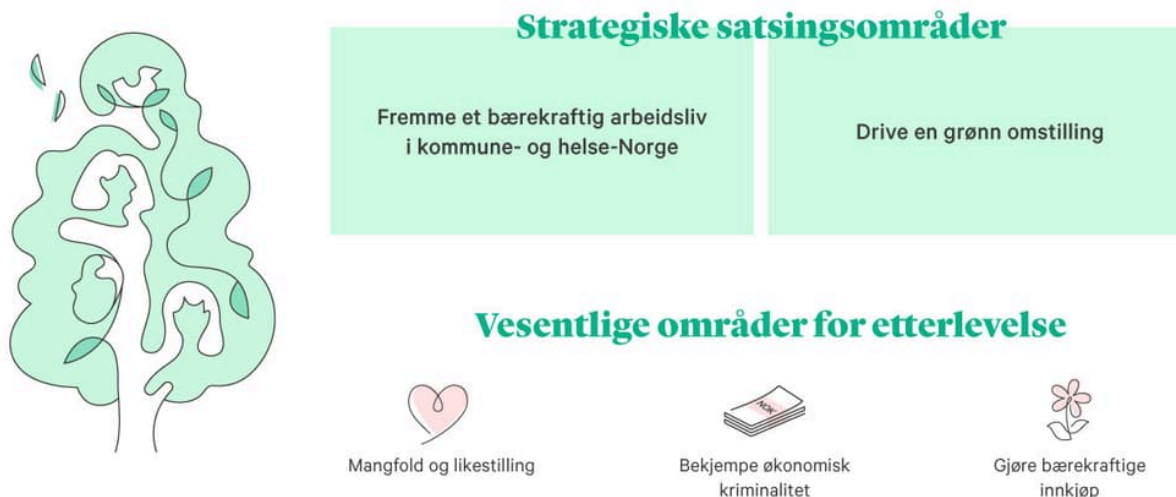 Strategiske satsingsområder
Fremme et bærekraftig arbeidsliv
i kommune- og helse-Norge
Drive en grønn omstilling
Vesentlige områder for etterlevelse
NOK
Mangfold og likestilling
Bekjempe økonomisk
kriminalitet
Gjøre bærekraftige
innkjøp